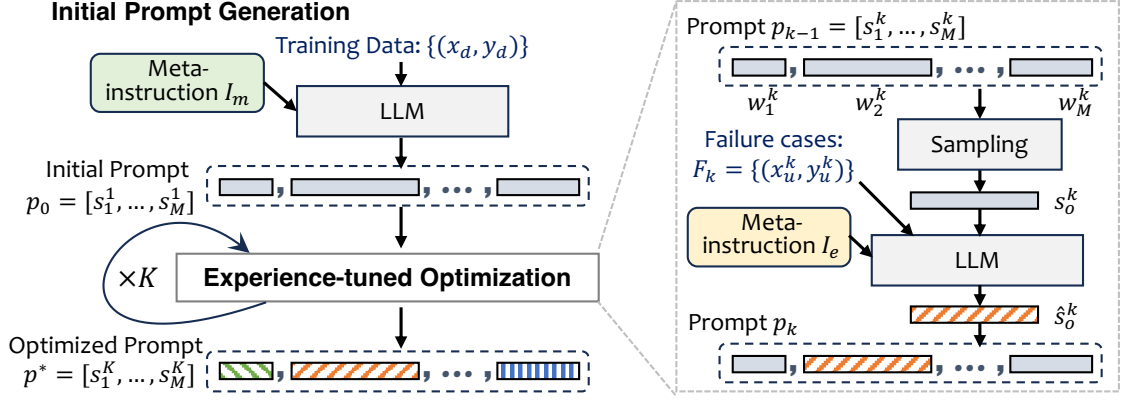 Initial Prompt Generation
Training Data: {(x_d, y_d)}
Meta-
instruction I_m
LLM
Initial Prompt
p_0 = [s_1^1, ..., s_M^1]
, , ... ,
×K
Experience-tuned Optimization
Optimized Prompt
p* = [s_1^K, ..., s_M^K]
, , ... ,
Prompt p_{k-1} = [s_1^k, ..., s_M^k]
, , ... ,
w_1^k w_2^k w_M^k
Failure cases:
F_k = {(x_u^k, y_u^k)}
Sampling
s_o^k
Meta-
instruction I_e
LLM
ŝ_o^k
Prompt p_k
, , ... ,